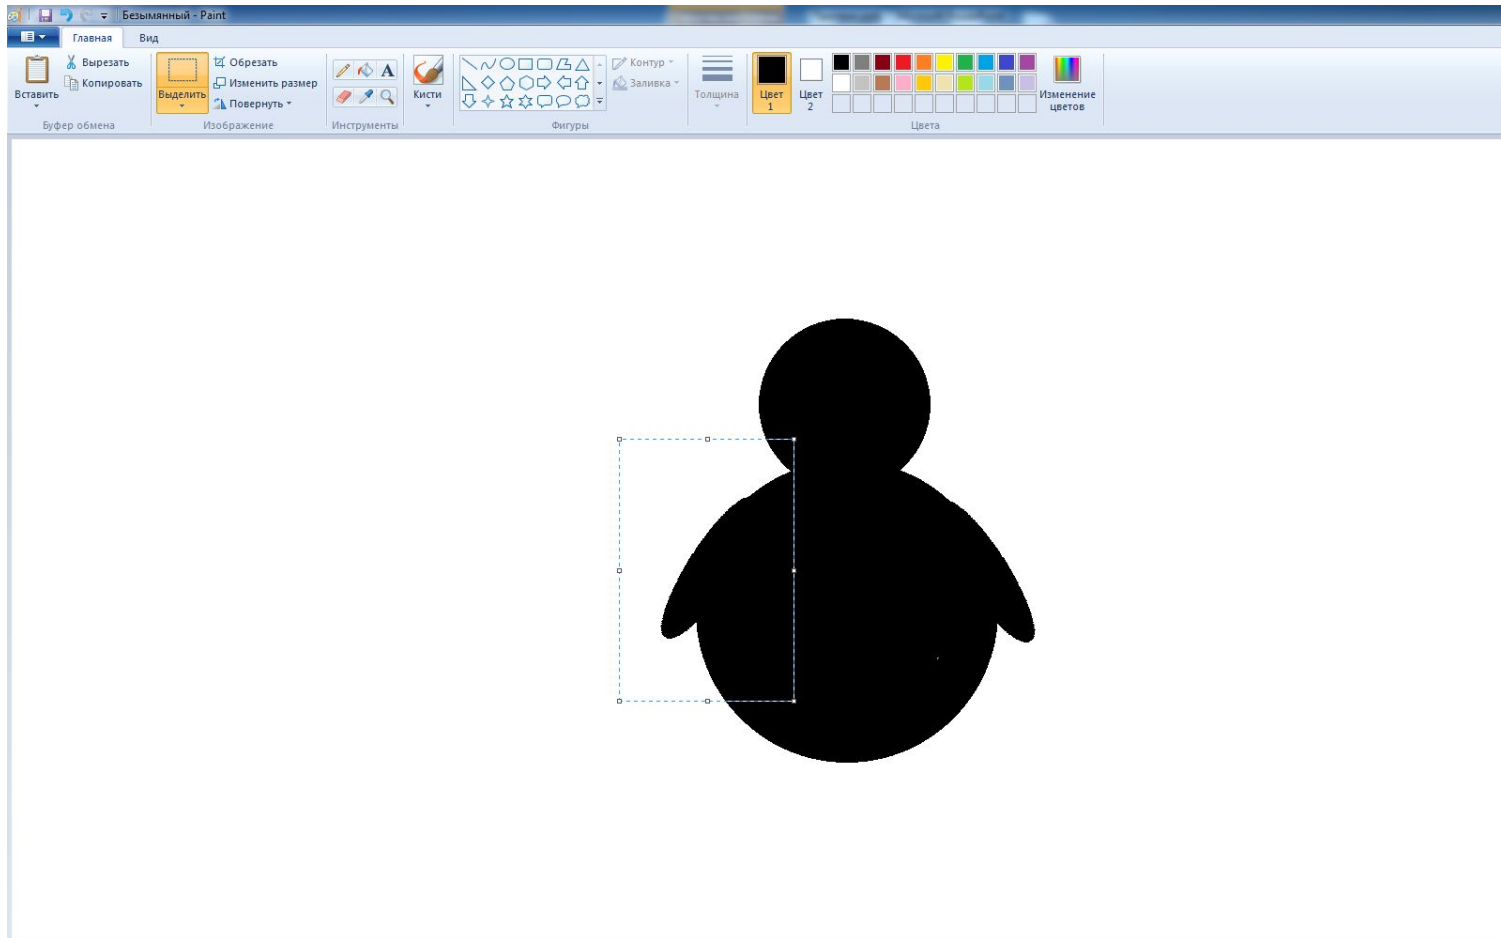 Безымянный - Paint
Главная
Вид
Вставить
Вырезать
Копировать
Буфер обмена
Выделить
Обрезать
Изменить размер
Повернуть
Изображение
A
Инструменты
Кисти
Контур
Заливка
Фигуры
Толщина
Цвет
1
Цвет
2
Изменение
цветов
Цвета